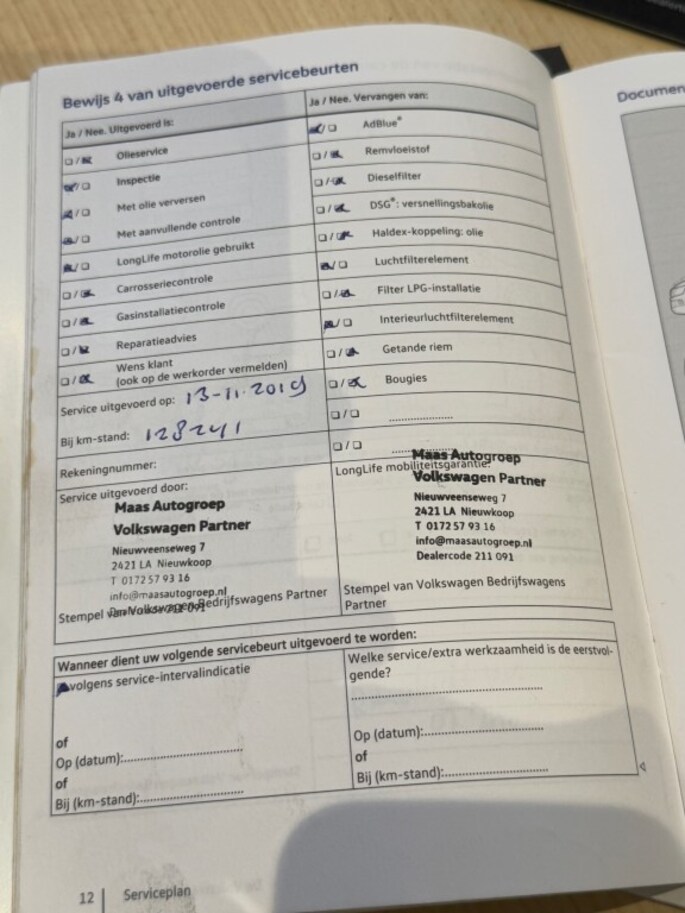 Bewijs 4 van uitgevoerde servicebeurten
Ja / Nee. Uitgevoerd is:
Olieservice
Inspectie
Met olie verversen
Met aanvullende controle
LongLife motorolie gebruikt
Carrosseriecontrole
Gasinstallatiecontrole
Reparatieadvies
Wens klant
(ook op de werkorder vermelden)
Service uitgevoerd op: 13-11-2019
Bij km-stand: 128241
Rekeningnummer:
Service uitgevoerd door:
Maas Autogroep
Volkswagen Partner
Nieuwveenseweg 7
2421 LA Nieuwkoop
T 0172 57 93 16
info@maasautogroep.nl
Stempel van Volkswagen Bedrijfswagens Partner
Ja / Nee. Vervangen van:
AdBlue®
Remvloeistof
Dieselfilter
DSG®: versnellingsbakolie
Haldex-koppeling: olie
Luchtfilterelement
Filter LPG-installatie
Interieurluchtfilterelement
Getande riem
Bougies
LongLife mobiliteitsgarantie:
Maas Autogroep
Volkswagen Partner
Nieuwveenseweg 7
2421 LA Nieuwkoop
T 0172 57 93 16
info@maasautogroep.nl
Dealercode 211 091
Stempel van Volkswagen Bedrijfswagens
Partner
Wanneer dient uw volgende servicebeurt uitgevoerd te worden:
volgens service-intervalindicatie
of
Op (datum):
of
Bij (km-stand):
Welke service/extra werkzaamheid is de eerstvol-
gende?
Op (datum):
of
Bij (km-stand):
12 Serviceplan
Documen